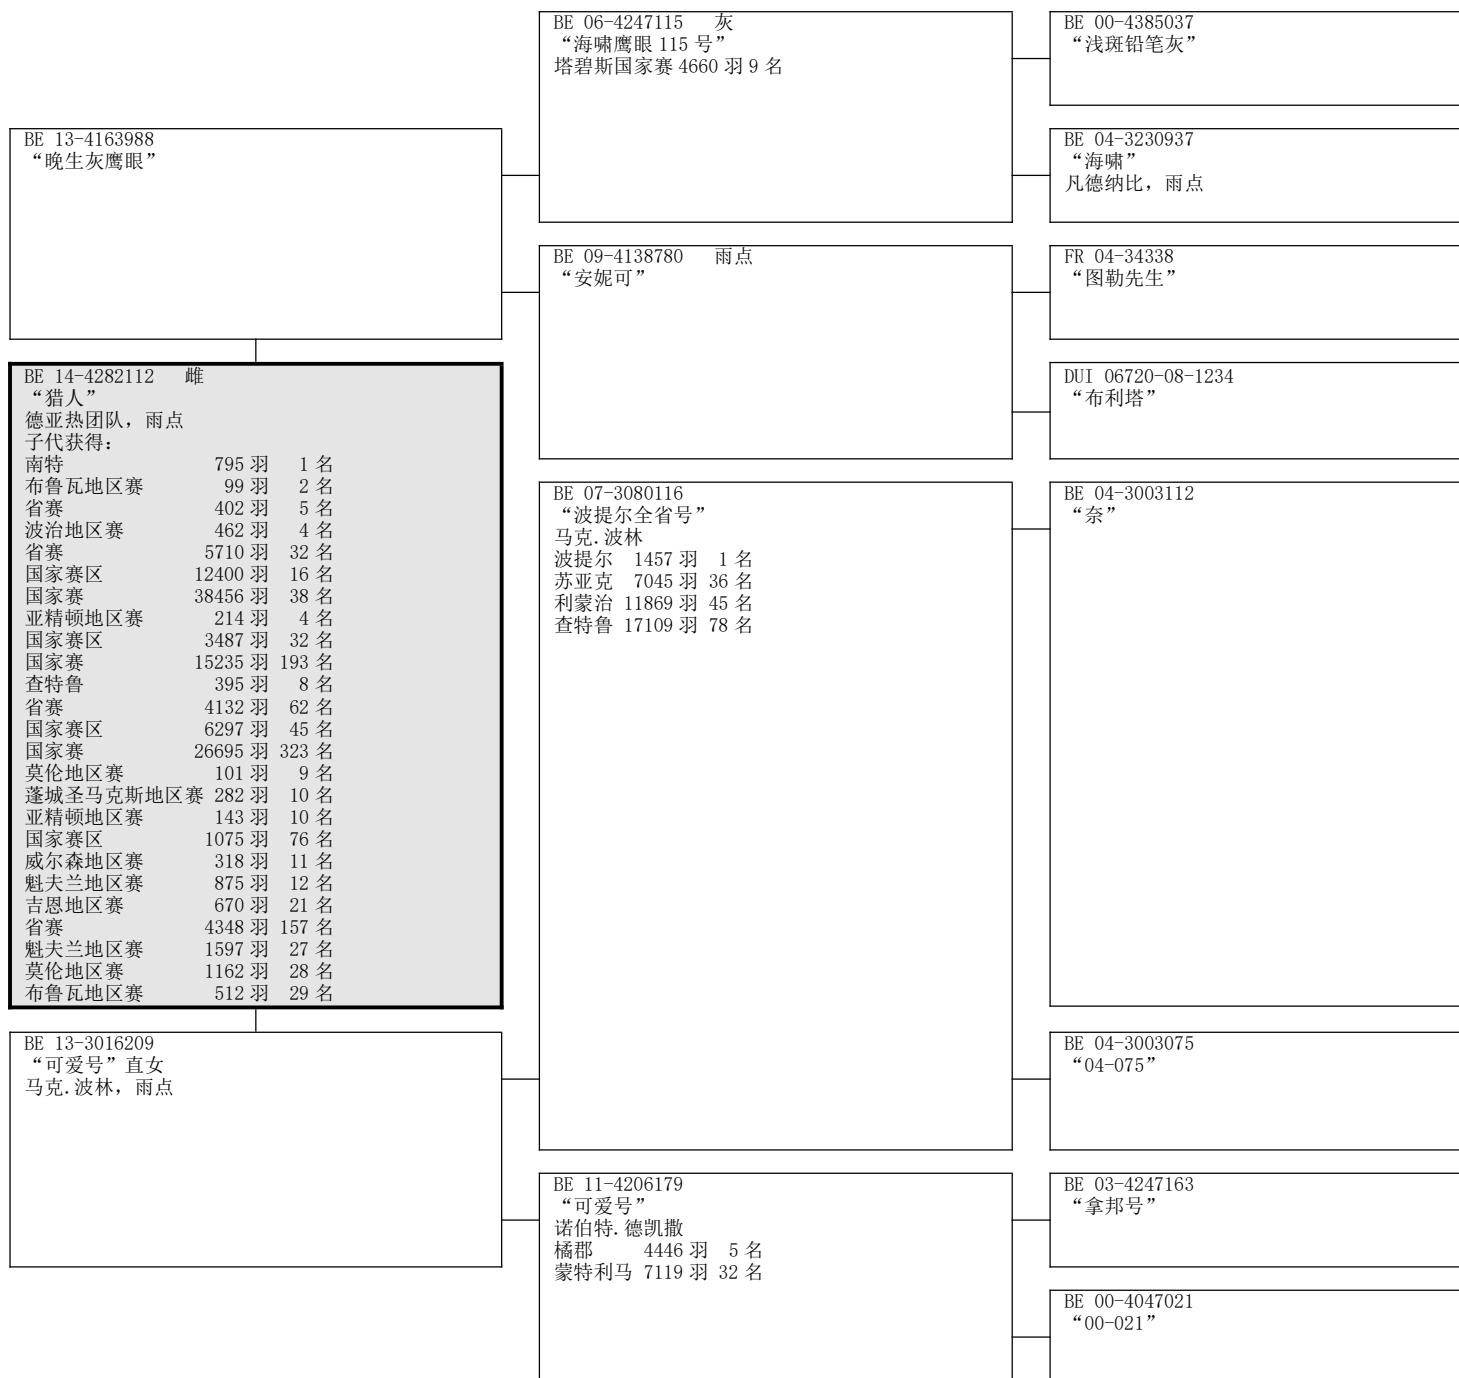 BE 13-4163988
“晚生灰鹰眼”
BE 14-4282112 雌
“猎人”
德亚热团队，雨点
子代获得：
南特 795 羽 1 名
布鲁瓦地区赛 99 羽 2 名
省赛 402 羽 5 名
波治地区赛 462 羽 4 名
省赛 5710 羽 32 名
国家赛区 12400 羽 16 名
国家赛 38456 羽 38 名
亚精顿地区赛 214 羽 4 名
国家赛区 3487 羽 32 名
国家赛 15235 羽 193 名
查特鲁 395 羽 8 名
省赛 4132 羽 62 名
国家赛区 6297 羽 45 名
国家赛 26695 羽 323 名
莫伦地区赛 101 羽 9 名
蓬城圣马克斯地区赛 282 羽 10 名
亚精顿地区赛 143 羽 10 名
国家赛区 1075 羽 76 名
威尔森地区赛 318 羽 11 名
魁夫兰地区赛 875 羽 12 名
吉恩地区赛 670 羽 21 名
省赛 4348 羽 157 名
魁夫兰地区赛 1597 羽 27 名
莫伦地区赛 1162 羽 28 名
布鲁瓦地区赛 512 羽 29 名
BE 13-3016209
“可爱号”直女
马克.波林，雨点
BE 06-4247115 灰
“海啸鹰眼 115 号”
塔碧斯国家赛 4660 羽 9 名
BE 09-4138780 雨点
“安妮可”
BE 07-3080116
“波提尔全省号”
马克.波林
波提尔 1457 羽 1 名
苏亚克 7045 羽 36 名
利蒙治 11869 羽 45 名
查特鲁 17109 羽 78 名
BE 11-4206179
“可爱号”
诺伯特.德凯撒
橘郡 4446 羽 5 名
蒙特利马 7119 羽 32 名
BE 00-4385037
“浅斑铅笔灰”
BE 04-3230937
“海啸”
凡德纳比，雨点
FR 04-34338
“图勒先生”
DUI 06720-08-1234
“布利塔”
BE 04-3003112
“奈”
BE 04-3003075
“04-075”
BE 03-4247163
“拿邦号”
BE 00-4047021
“00-021”